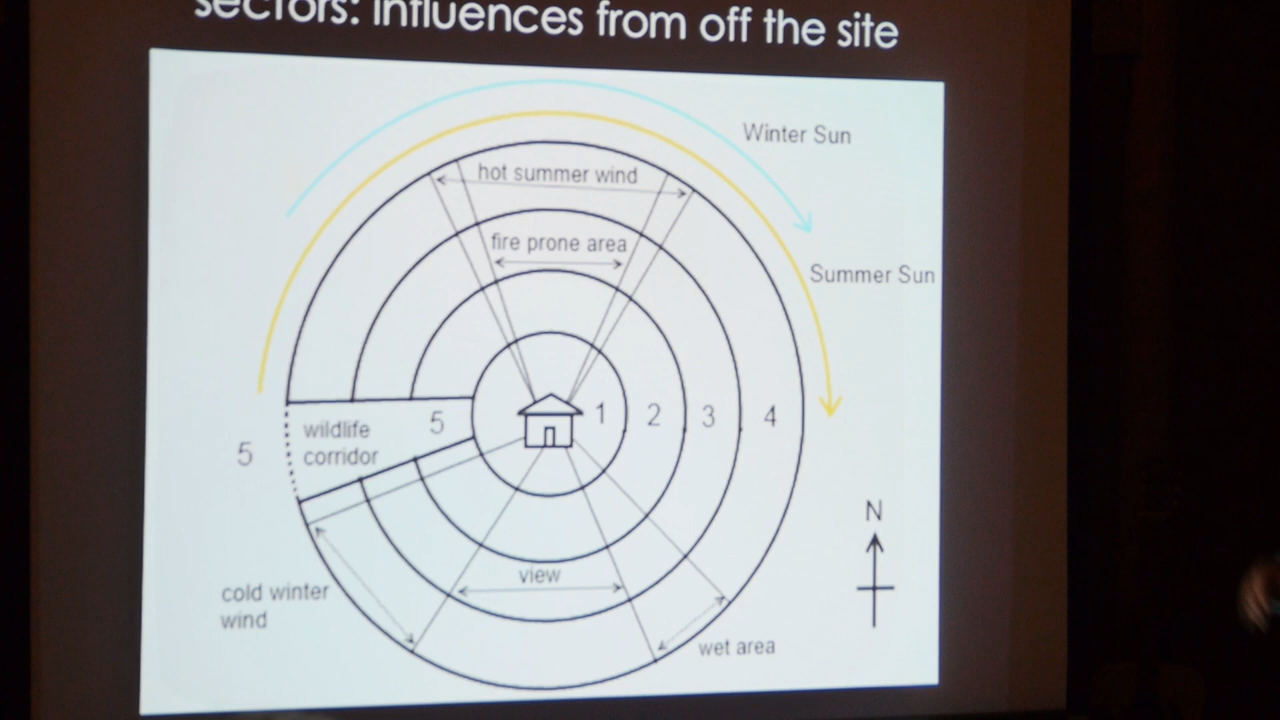 sectors: influences from off the site
Winter Sun
hot summer wind
fire prone area
Summer Sun
1 2 3 4
5
wildlife
corridor
5
N
view
cold winter
wind
wet area